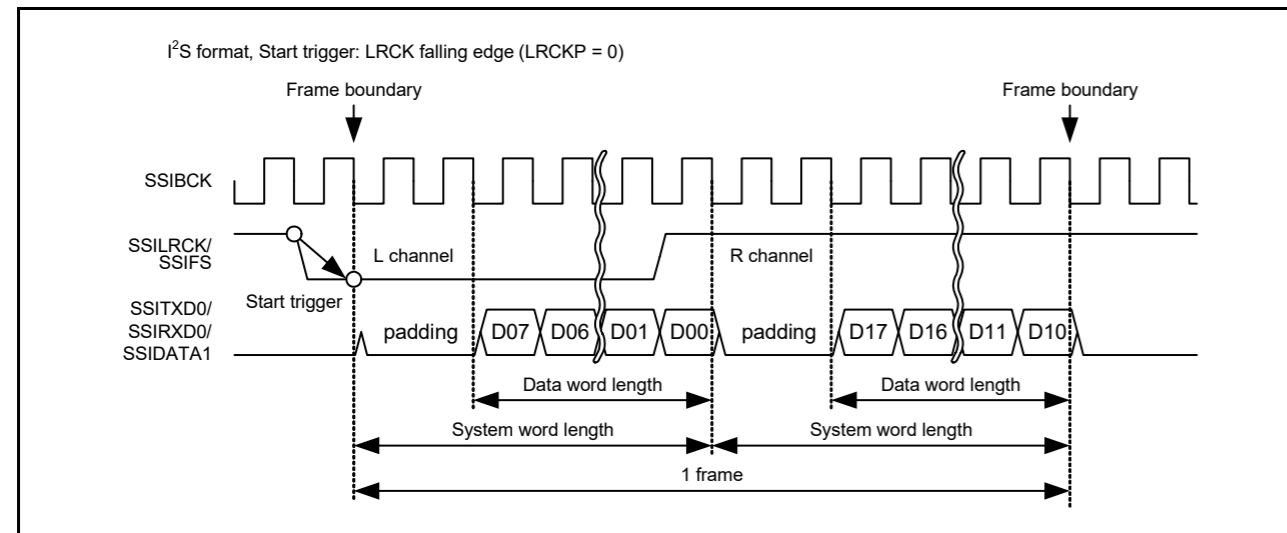 I²S format, Start trigger: LRCK falling edge (LRCKP = 0)
Frame boundary Frame boundary
SSIBCK
SSILRCK/
SSIFS
L channel R channel
Start trigger
SSITXD0/
SSIRXD0/
SSIDATA1
padding D07 D06 D01 D00 padding D17 D16 D11 D10
Data word length Data word length
System word length System word length
1 frame